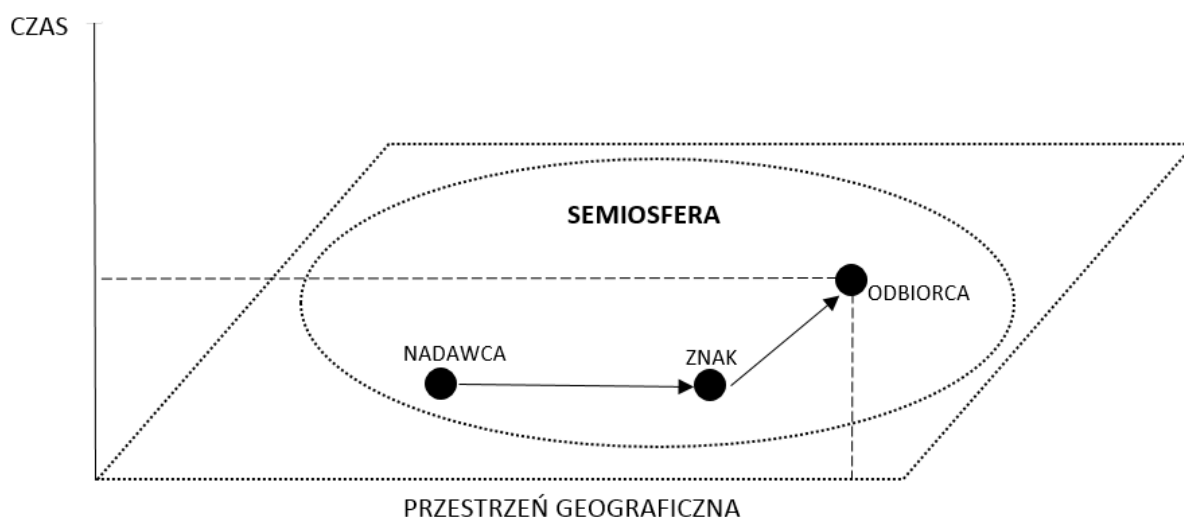 CZAS
SEMIOSFERA
ODBIORCA
NADAWCA
ZNAK
PRZESTRZEŃ GEOGRAFICZNA